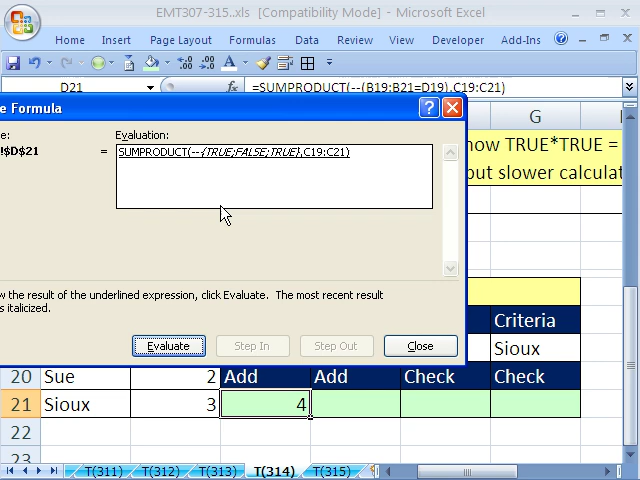 EMT307-315..xls [Compatibility Mode] - Microsoft Excel
Home Insert Page Layout Formulas Data Review View Developer Add-Ins
D21 fx =SUMPRODUCT(--(B19:B21=D19),C19:C21)
e Formula
e: Evaluation:
!$D$21 = SUMPRODUCT(--{TRUE;FALSE;TRUE},C19:C21)
G
now TRUE*TRUE =
but slower calculat
w the result of the underlined expression, click Evaluate. The most recent result
s italicized.
Criteria
Sioux
Evaluate Step In Step Out Close
20 Sue 2 Add Add Check Check
21 Sioux 3 4
22
23
T(311) T(312) T(313) T(314) T(315)